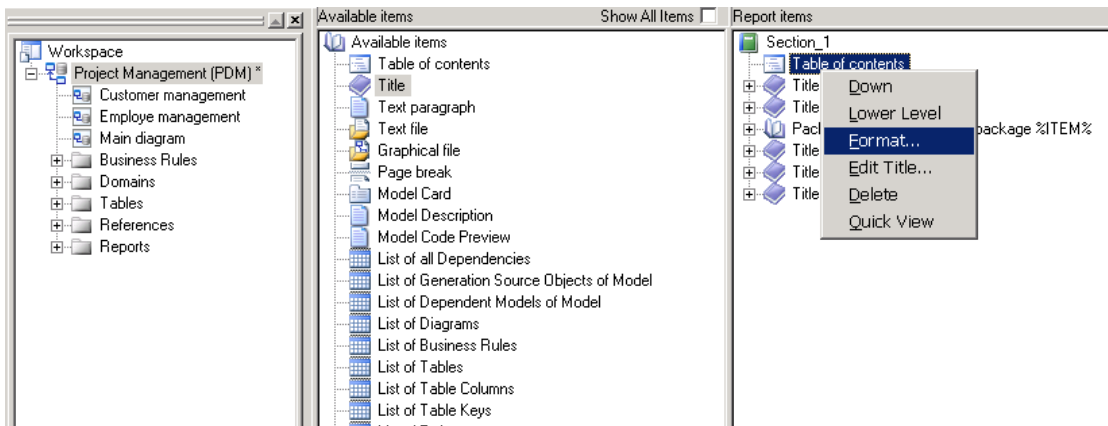 Workspace
Project Management (PDM) *
Customer management
Employe management
Main diagram
Business Rules
Domains
Tables
References
Reports
Available items
Show All Items
Available items
Table of contents
Title
Text paragraph
Text file
Graphical file
Page break
Model Card
Model Description
Model Code Preview
List of all Dependencies
List of Generation Source Objects of Model
List of Dependent Models of Model
List of Diagrams
List of Business Rules
List of Tables
List of Table Columns
List of Table Keys
Report items
Section_1
Table of contents
Title
Title
Pack
package %ITEM%
Title
Title
Title
Down
Lower Level
Format...
Edit Title...
Delete
Quick View